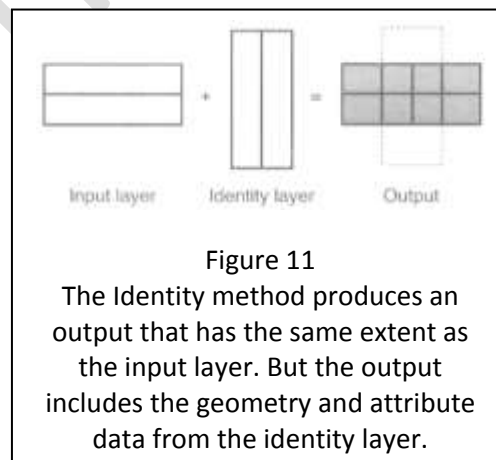 + =
Input layer Identity layer Output
Figure 11
The Identity method produces an
output that has the same extent as
the input layer. But the output
includes the geometry and attribute
data from the identity layer.